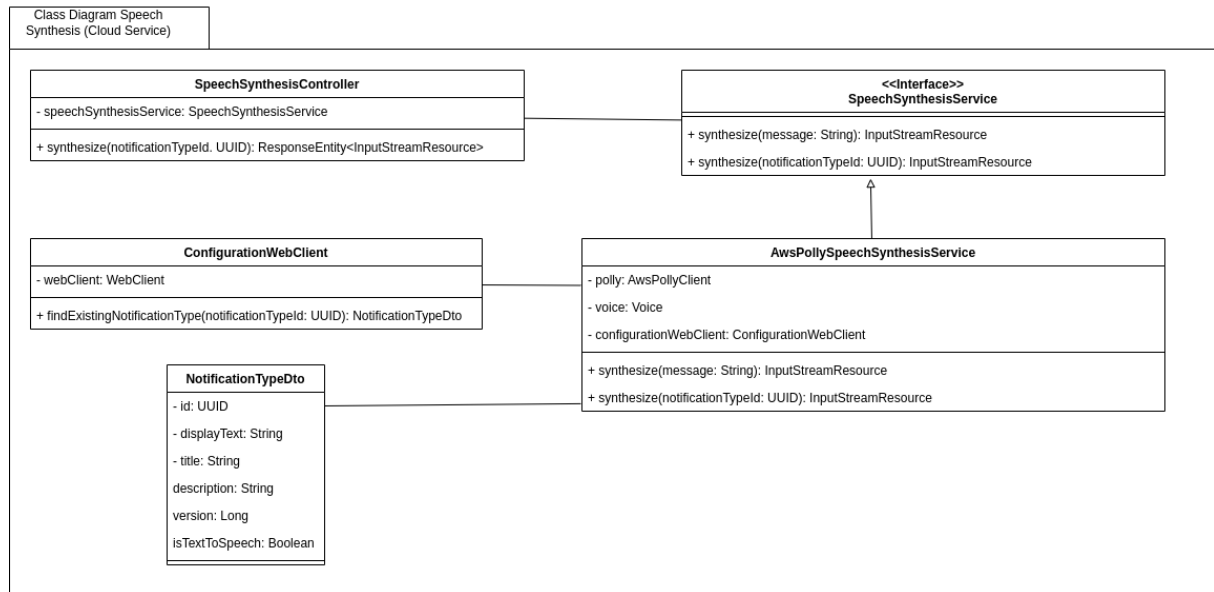 Class Diagram Speech
Synthesis (Cloud Service)
SpeechSynthesisController
- speechSynthesisService: SpeechSynthesisService
+ synthesize(notificationTypeId. UUID): ResponseEntity<InputStreamResource>
<<Interface>>
SpeechSynthesisService
+ synthesize(message: String): InputStreamResource
+ synthesize(notificationTypeId: UUID): InputStreamResource
ConfigurationWebClient
- webClient: WebClient
+ findExistingNotificationType(notificationTypeId: UUID): NotificationTypeDto
AwsPollySpeechSynthesisService
- polly: AwsPollyClient
- voice: Voice
- configurationWebClient: ConfigurationWebClient
+ synthesize(message: String): InputStreamResource
+ synthesize(notificationTypeId: UUID): InputStreamResource
NotificationTypeDto
- id: UUID
- displayText: String
- title: String
description: String
version: Long
isTextToSpeech: Boolean